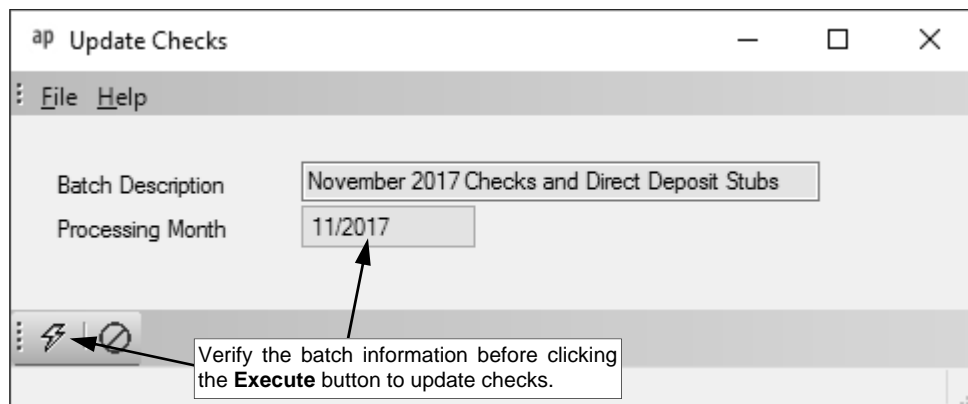 ap Update Checks
File Help
Batch Description November 2017 Checks and Direct Deposit Stubs
Processing Month 11/2017
Verify the batch information before clicking
the Execute button to update checks.